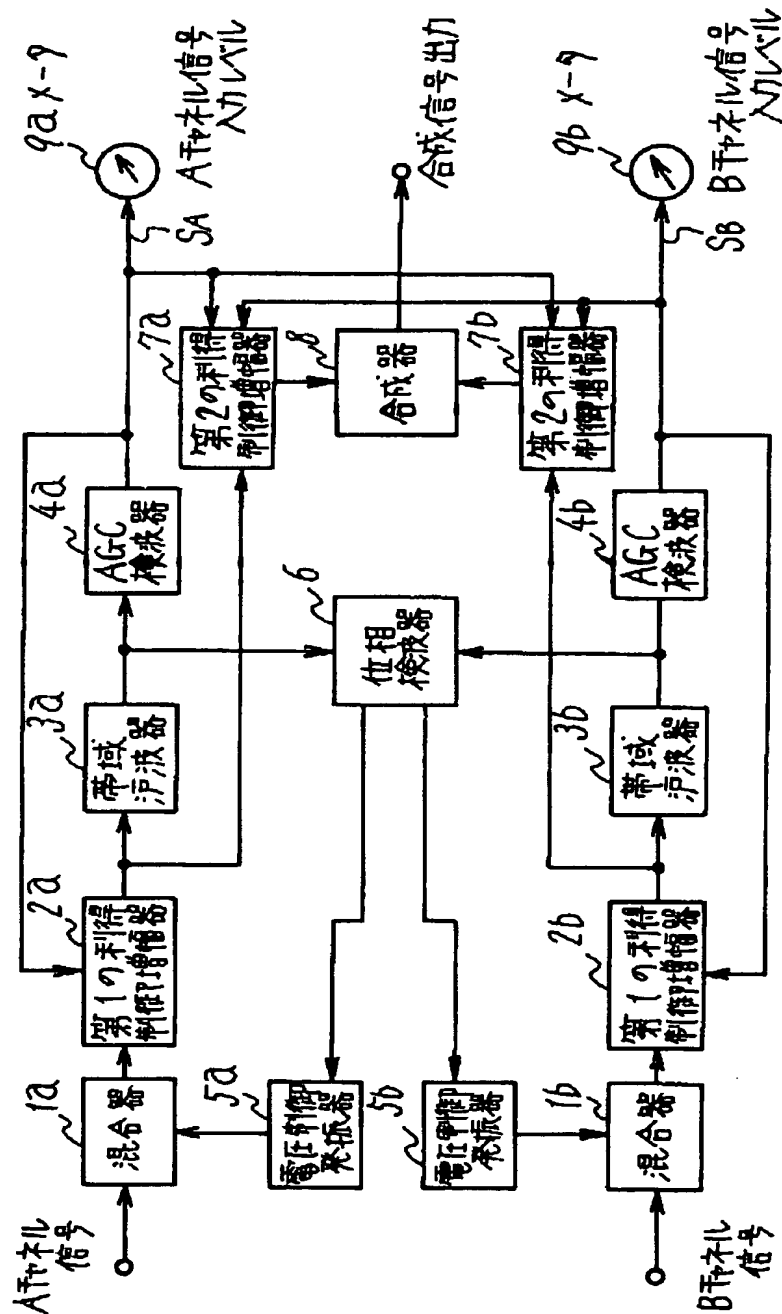 Aチャネル
信号
1a
混合器
2a
第1の利得
制御増幅器
3a
帯域
沪波器
4a
AGC
検波器
7a
第2の利得
制御増幅器
SA
9a メータ
Aチャネル信号
入力レベル
5a
電圧制御
発振器
5b
電圧制御
発振器
6
位相
検波器
8
合成器
合成信号出力
Bチャネル
信号
1b
混合器
2b
第1の利得
制御増幅器
3b
帯域
沪波器
4b
AGC
検波器
7b
第2の利得
制御増幅器
SB
9b メータ
Bチャネル信号
入力レベル